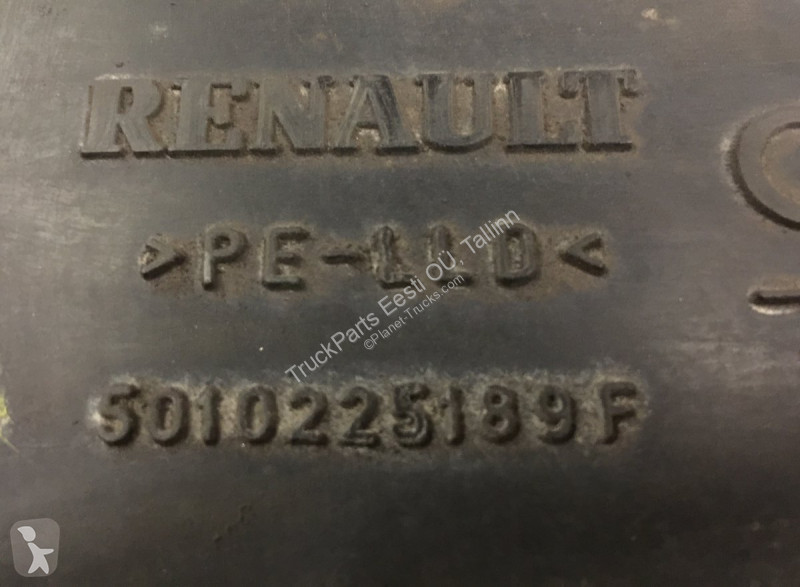 RENAULT
>PE-LLD<
TruckParts Eesti OÜ, Tallinn
©Planet-Trucks.com
5010225189F